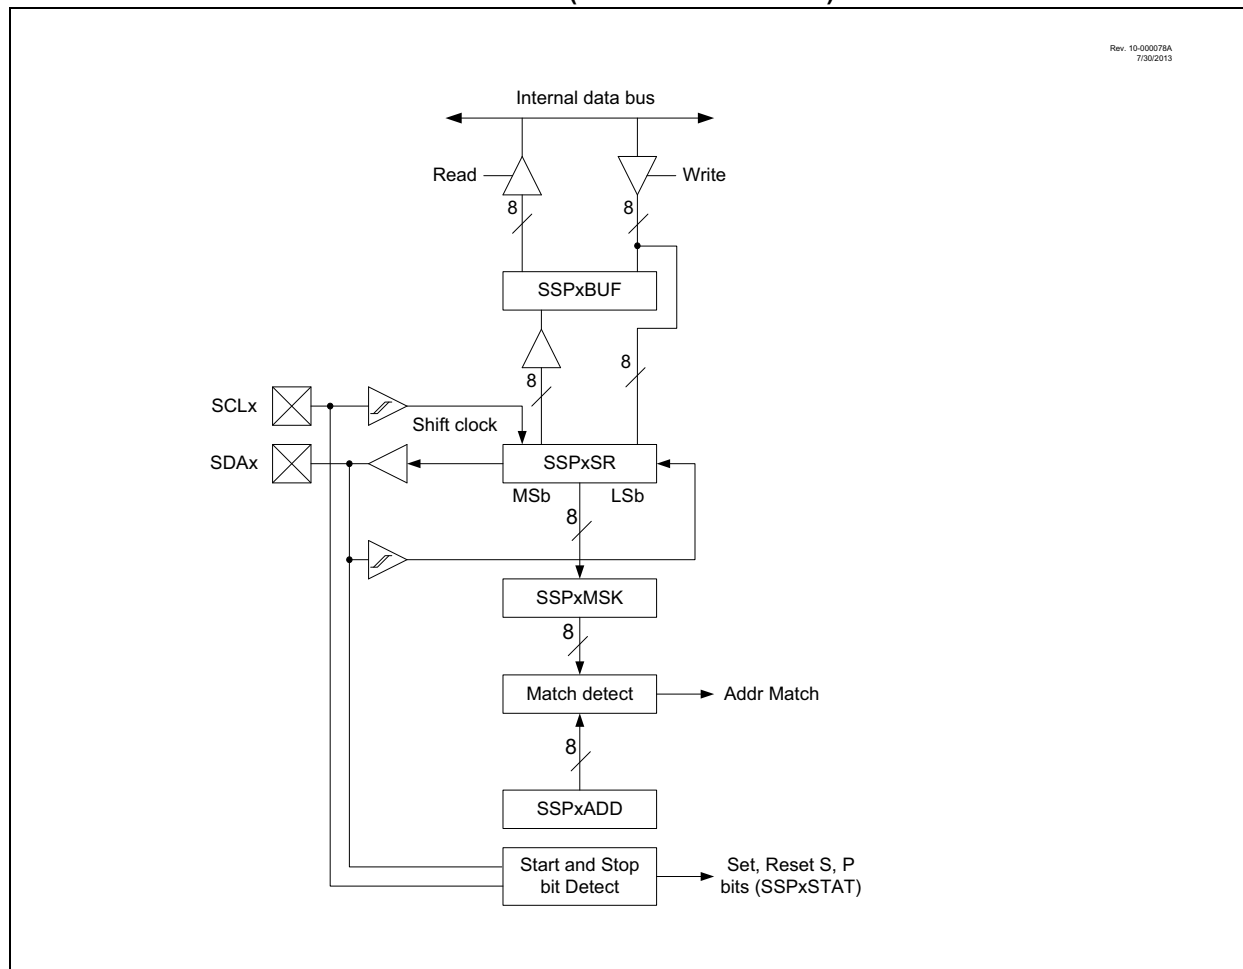 Rev. 10-000078A
7/30/2013
Internal data bus
Read
Write
8
8
SSPxBUF
8
8
SCLx
Shift clock
SDAx
SSPxSR
MSb
LSb
8
SSPxMSK
8
Match detect
Addr Match
8
SSPxADD
Start and Stop
bit Detect
Set, Reset S, P
bits (SSPxSTAT)